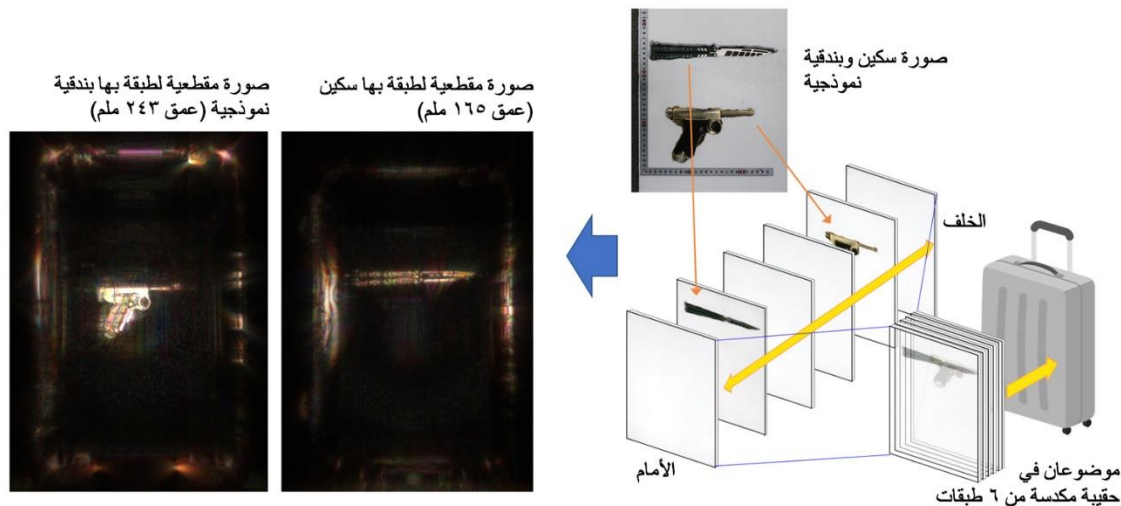 صورة سكين وبندقية
نموذجية
صورة مقطعية لطبقة بها سكين
(عمق ١٦٥ ملم)
صورة مقطعية لطبقة بها بندقية
نموذجية (عمق ٢٤٣ ملم)
الخلف
الأمام
موضوعان في
حقيبة مكدسة من ٦ طبقات